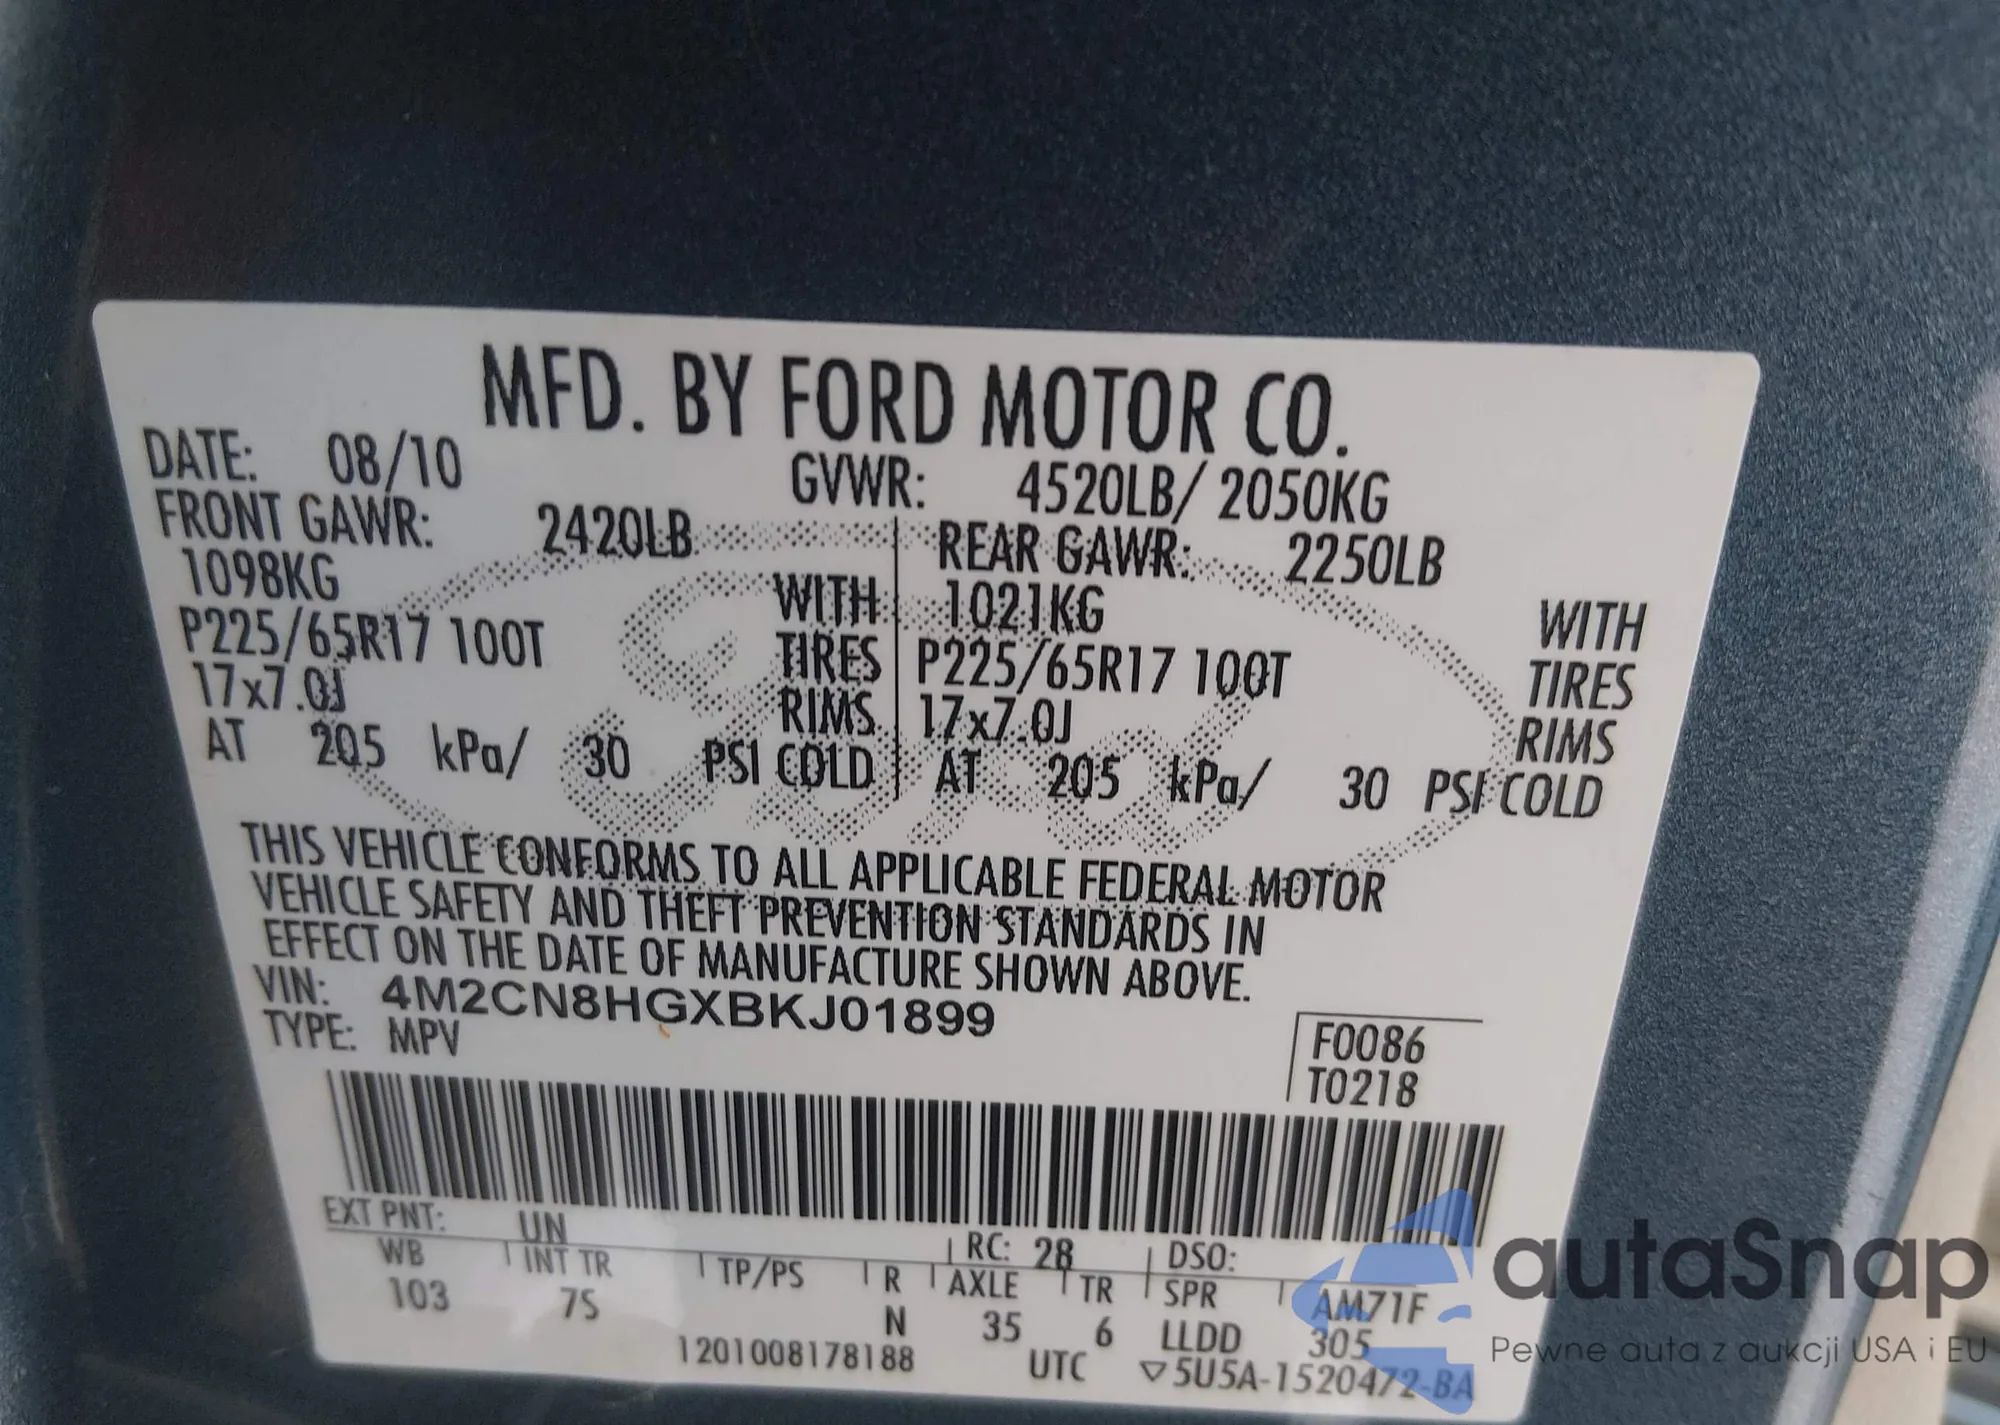 MFD. BY FORD MOTOR CO.
DATE: 08/10 GVWR: 4520LB/ 2050KG
FRONT GAWR: 2420LB REAR GAWR: 2250LB
1098KG WITH 1021KG WITH
P225/65R17 100T TIRES P225/65R17 100T TIRES
17x7.0J RIMS 17x7.0J RIMS
AT 205 kPa/ 30 PSI COLD AT 205 kPa/ 30 PSI COLD
THIS VEHICLE CONFORMS TO ALL APPLICABLE FEDERAL MOTOR
VEHICLE SAFETY AND THEFT PREVENTION STANDARDS IN
EFFECT ON THE DATE OF MANUFACTURE SHOWN ABOVE.
VIN: 4M2CN8HGXBKJ01899
TYPE: MPV
F0086
T0218
EXT PNT: UN RC: 28 DSO:
WB INT TR TP/PS R AXLE TR SPR AM71F
103 7S N 35 6 LLDD 305
1201008178188 UTC ▽5U5A-1520472-BA
autaSnap
Pewne auta z aukcji USA i EU